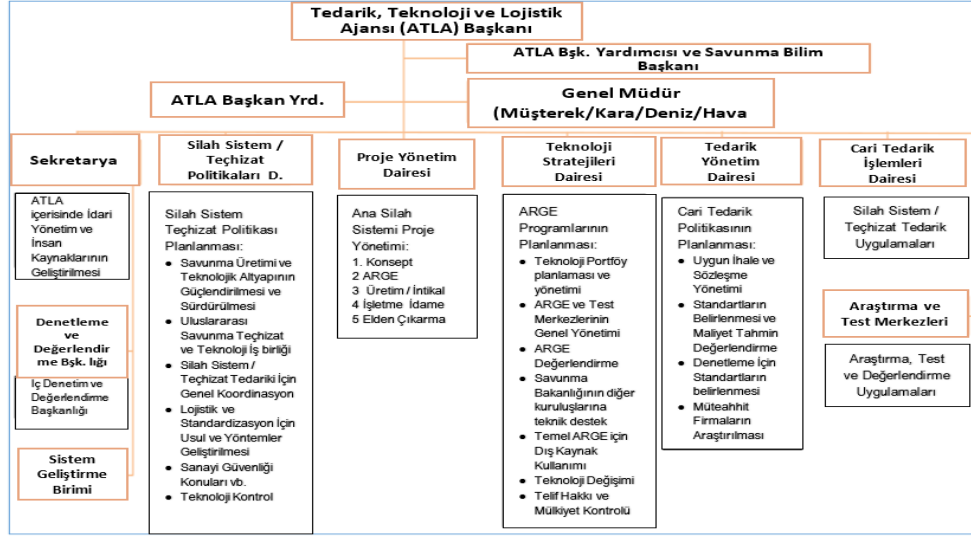 Tedarik, Teknoloji ve Lojistik
Ajansı (ATLA) Başkanı
ATLA Bşk. Yardımcısı ve Savunma Bilim
Başkanı
ATLA Başkan Yrd.
Genel Müdür
(Müşterek/Kara/Deniz/Hava
Sekretarya
ATLA
içerisinde İdari
Yönetim ve
İnsan
Kaynaklarının
Geliştirilmesi
Denetleme
ve
Değerlendir
me Bşk. lığı
İç Denetim ve
Değerlendirme
Başkanlığı
Sistem
Geliştirme
Birimi
Silah Sistem /
Teçhizat
Politikaları D.
Silah Sistem
Teçhizat Politikası
Planlanması:
• Savunma Üretimi ve
Teknolojik Altyapının
Güçlendirilmesi ve
Sürdürülmesi
• Uluslararası
Savunma Teçhizat
ve Teknoloji İş birliği
• Silah Sistem /
Teçhizat Tedariki İçin
Genel Koordinasyon
• Lojistik ve
Standardizasyon İçin
Usul ve Yöntemler
Geliştirilmesi
• Sanayi Güvenliği
Konuları vb.
• Teknoloji Kontrol
Proje Yönetim
Dairesi
Ana Silah
Sistemi Proje
Yönetimi:
1. Konsept
2 ARGE
3 Üretim / İntikal
4 İşletme İdame
5 Elden Çıkarma
Teknoloji
Stratejileri
Dairesi
ARGE
Programlarının
Planlanması:
• Teknoloji Portföy
planlaması ve
yönetimi
• ARGE ve Test
Merkezlerinin
Genel Yönetimi
• ARGE
Değerlendirme
• Savunma
Bakanlığının diğer
kuruluşlarına
teknik destek
• Temel ARGE için
Dış Kaynak
Kullanımı
• Teknoloji Değişimi
• Telif Hakkı ve
Mülkiyet Kontrolü
Tedarik
Yönetim
Dairesi
Cari Tedarik
Politikasının
Planlanması:
• Uygun İhale ve
Sözleşme
Yönetimi
• Standartların
Belirlenmesi ve
Maliyet Tahmin
Değerlendirme
• Denetleme İçin
Standartların
belirlenmesi
• Müteahhit
Firmaların
Araştırılması
Cari Tedarik
İşlemleri
Dairesi
Silah Sistem /
Teçhizat Tedarik
Uygulamaları
Araştırma ve
Test Merkezleri
Araştırma, Test
ve Değerlendirme
Uygulamaları